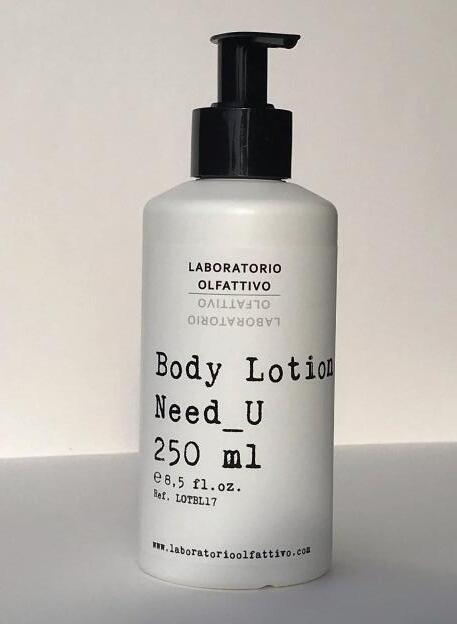 LABORATORIO
OLFATTIVO
OLFATTIVO
LABORATORIO
Body Lotion
Need_U
250 ml
℮8,5 fl.oz.
Ref. LOTBL17
www.laboratorioolfattivo.com